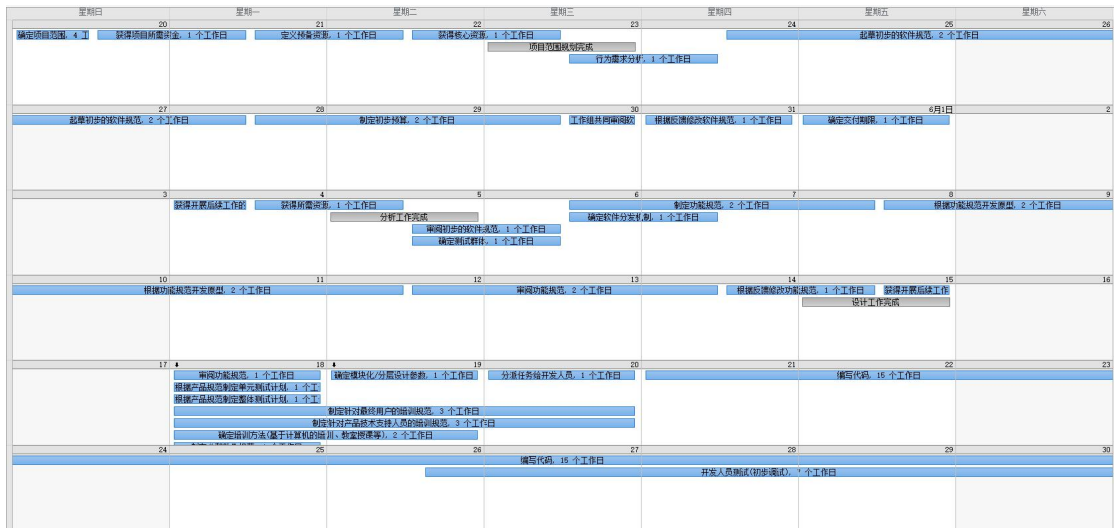 星期日 星期一 星期二 星期三 星期四 星期五 星期六
20 21 22 23 24 25 26
确定项目范围, 4 工 获得项目所需资金, 1 个工作日 定义预备资源, 1 个工作日 获得核心资源, 1 个工作日 起草初步的软件规范, 2 个工作日
项目范围规划完成
行为需求分析, 1 个工作日
27 28 29 30 31 6月1日 2
起草初步的软件规范, 2 个工作日 制定初步预算, 2 个工作日 工作组共同审阅软 根据反馈修改软件规范, 1 个工作日 确定交付期限, 1 个工作日
3 4 5 6 7 8 9
获得开展后续工作的 获得所需资源, 1 个工作日 制定功能规范, 2 个工作日 根据功能规范开发原型, 2 个工作日
分析工作完成 确定软件分发机制, 1 个工作日
审阅初步的软件规范, 1 个工作日
确定测试群体, 1 个工作日
10 11 12 13 14 15 16
根据功能规范开发原型, 2 个工作日 审阅功能规范, 2 个工作日 根据反馈修改功能规范, 1 个工作日 获得开展后续工作
设计工作完成
17 18 19 20 21 22 23
审阅功能规范, 1 个工作日 确定模块化/分层设计参数, 1 个工作日 分派任务给开发人员, 1 个工作日 编写代码, 15 个工作日
根据产品规范制定单元测试计划, 1 个工
根据产品规范制定整体测试计划, 1 个工
制定针对最终用户的培训规范, 3 个工作日
制定针对产品技术支持人员的培训规范, 3 个工作日
确定培训方法(基于计算机的培训、教室授课等), 2 个工作日
24 25 26 27 28 29 30
编写代码, 15 个工作日
开发人员测试(初步调试), 个工作日